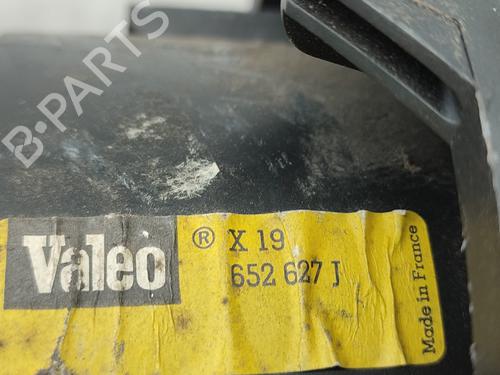 B-PARTS
Valeo
® X 19
652 627 J
Made in France